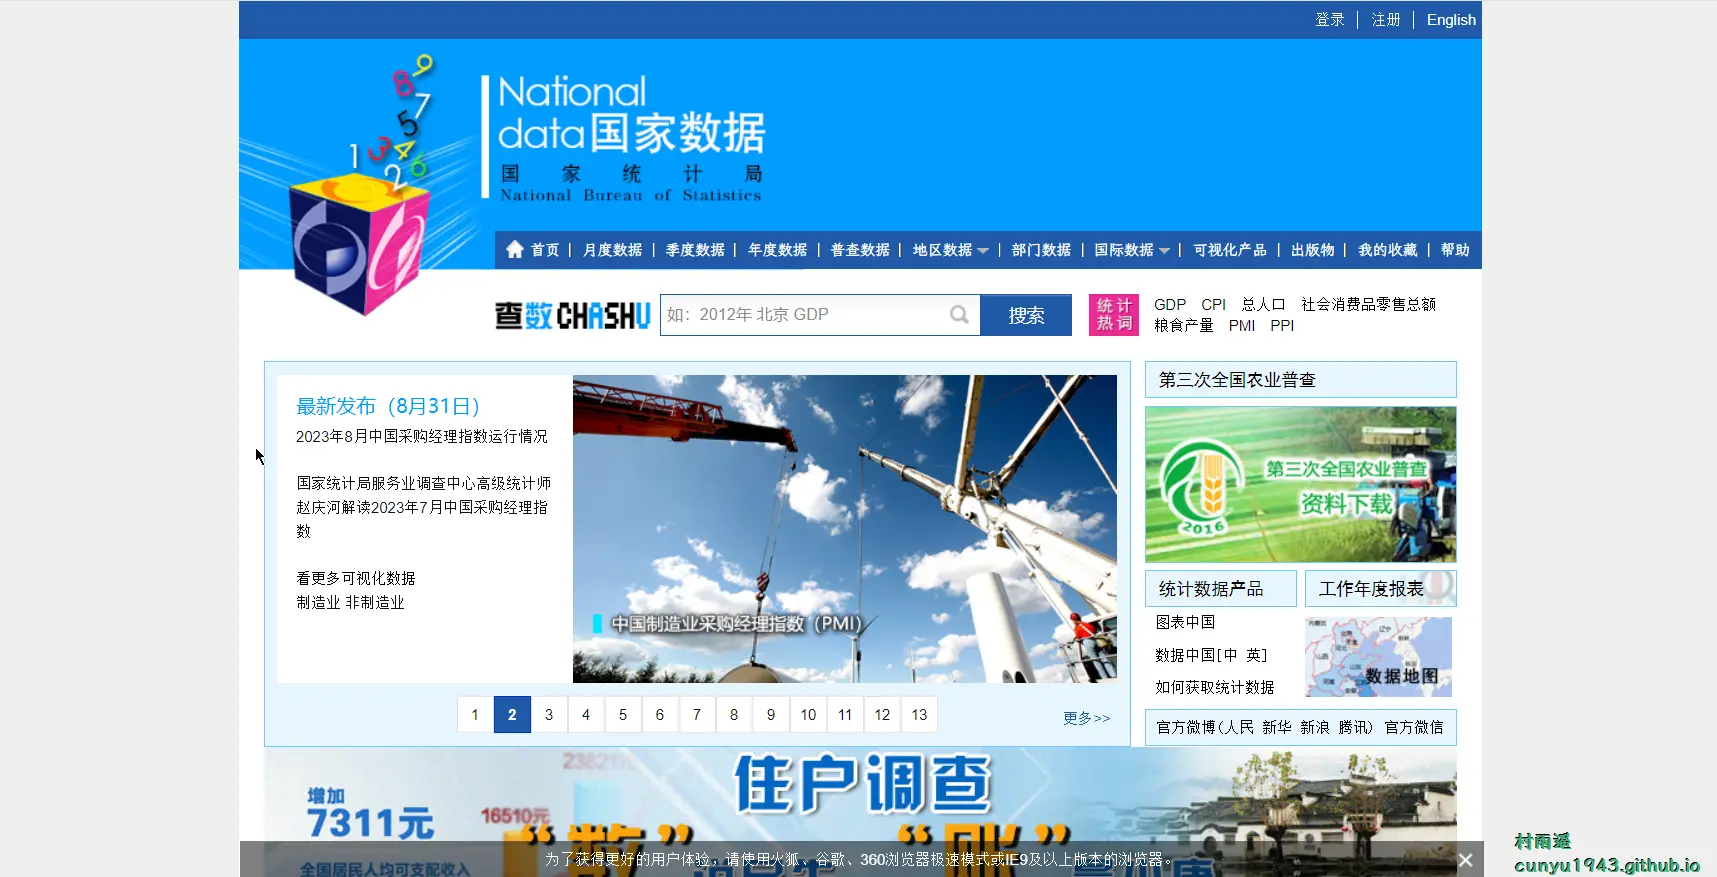 登录 | 注册 | English
National
data国家数据
国家统计局
National Bureau of Statistics
首页 | 月度数据 | 季度数据 | 年度数据 | 普查数据 | 地区数据 | 部门数据 | 国际数据 | 可视化产品 | 出版物 | 我的收藏 | 帮助
查数CHASHU
如：2012年 北京 GDP
搜索
统计
热词
GDP CPI 总人口 社会消费品零售总额
粮食产量 PMI PPI
最新发布（8月31日）
2023年8月中国采购经理指数运行情况
国家统计局服务业调查中心高级统计师
赵庆河解读2023年7月中国采购经理指
数
看更多可视化数据
制造业 非制造业
中国制造业采购经理指数（PMI）
1 2 3 4 5 6 7 8 9 10 11 12 13
更多>>
第三次全国农业普查
第三次全国农业普查
资料下载
2016
统计数据产品
图表中国
数据中国[中 英]
如何获取统计数据
工作年度报表
数据地图
官方微博(人民 新华 新浪 腾讯) 官方微信
住户调查
增加
7311元
16510元
23821元
全国居民人均可支配收入
“数” “账”
为了获得更好的用户体验，请使用火狐、谷歌、360浏览器极速模式或IE9及以上版本的浏览器。
村雨遥
cunyu1943.github.io